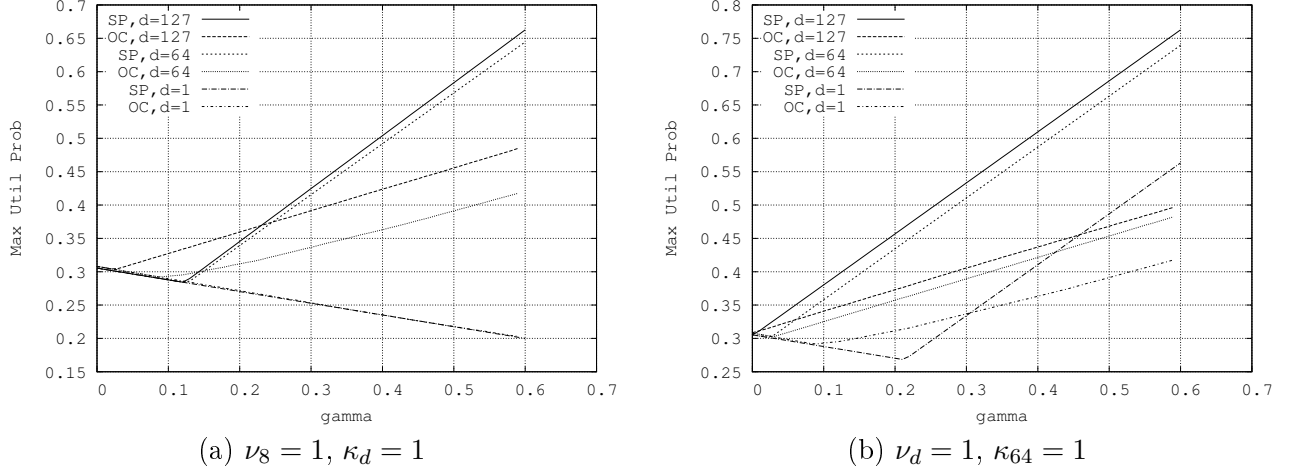 0.7
0.65
0.6
0.55
0.5
0.45
0.4
0.35
0.3
0.25
0.2
0.15
Max Util Prob
SP,d=127
OC,d=127
SP,d=64
OC,d=64
SP,d=1
OC,d=1
0 0.1 0.2 0.3 0.4 0.5 0.6 0.7
gamma
(a) ν₈ = 1, κ_d = 1
0.8
0.75
0.7
0.65
0.6
0.55
0.5
0.45
0.4
0.35
0.3
0.25
Max Util Prob
SP,d=127
OC,d=127
SP,d=64
OC,d=64
SP,d=1
OC,d=1
0 0.1 0.2 0.3 0.4 0.5 0.6 0.7
gamma
(b) ν_d = 1, κ₆₄ = 1